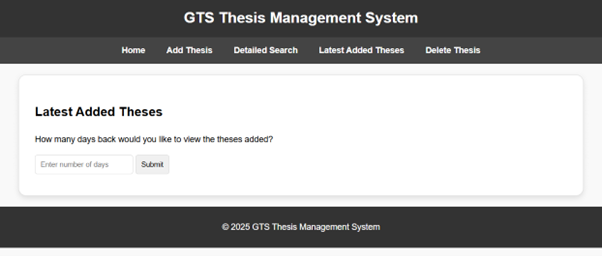 GTS Thesis Management System
Home Add Thesis Detailed Search Latest Added Theses Delete Thesis
Latest Added Theses
How many days back would you like to view the theses added?
Enter number of days Submit
© 2025 GTS Thesis Management System